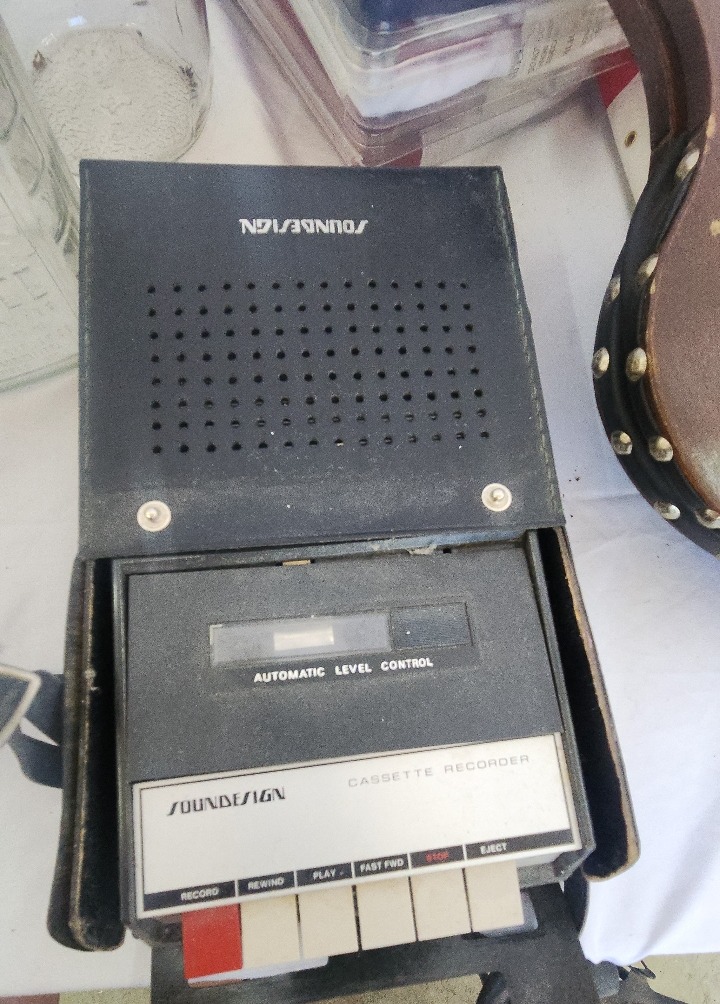 SOUNDESIGN
AUTOMATIC LEVEL CONTROL
CASSETTE RECORDER
SOUNDESIGN
RECORD REWIND PLAY FAST FWD STOP EJECT